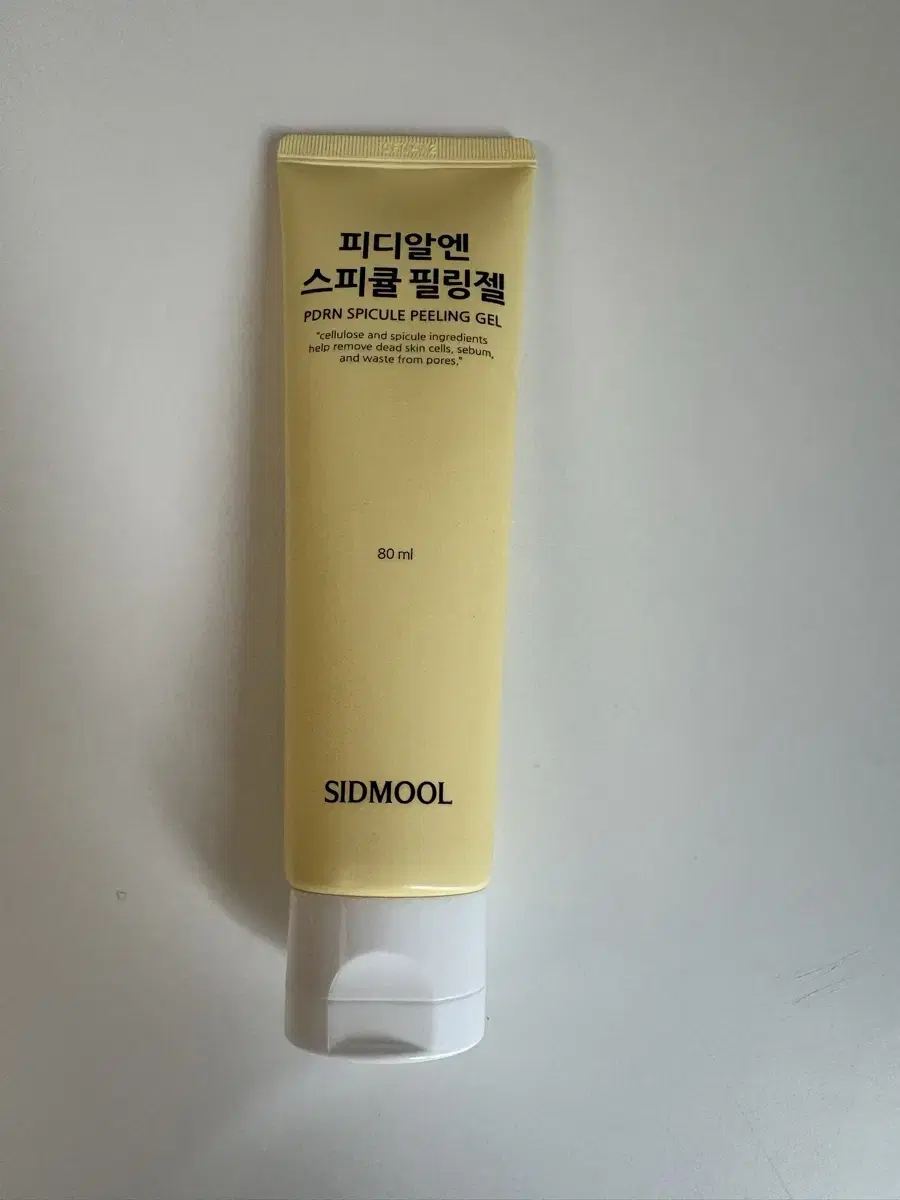 피디알엔
스피큘 필링젤
PDRN SPICULE PEELING GEL
"cellulose and spicule ingredients
help remove dead skin cells, sebum,
and waste from pores."
80 ml
SIDMOOL